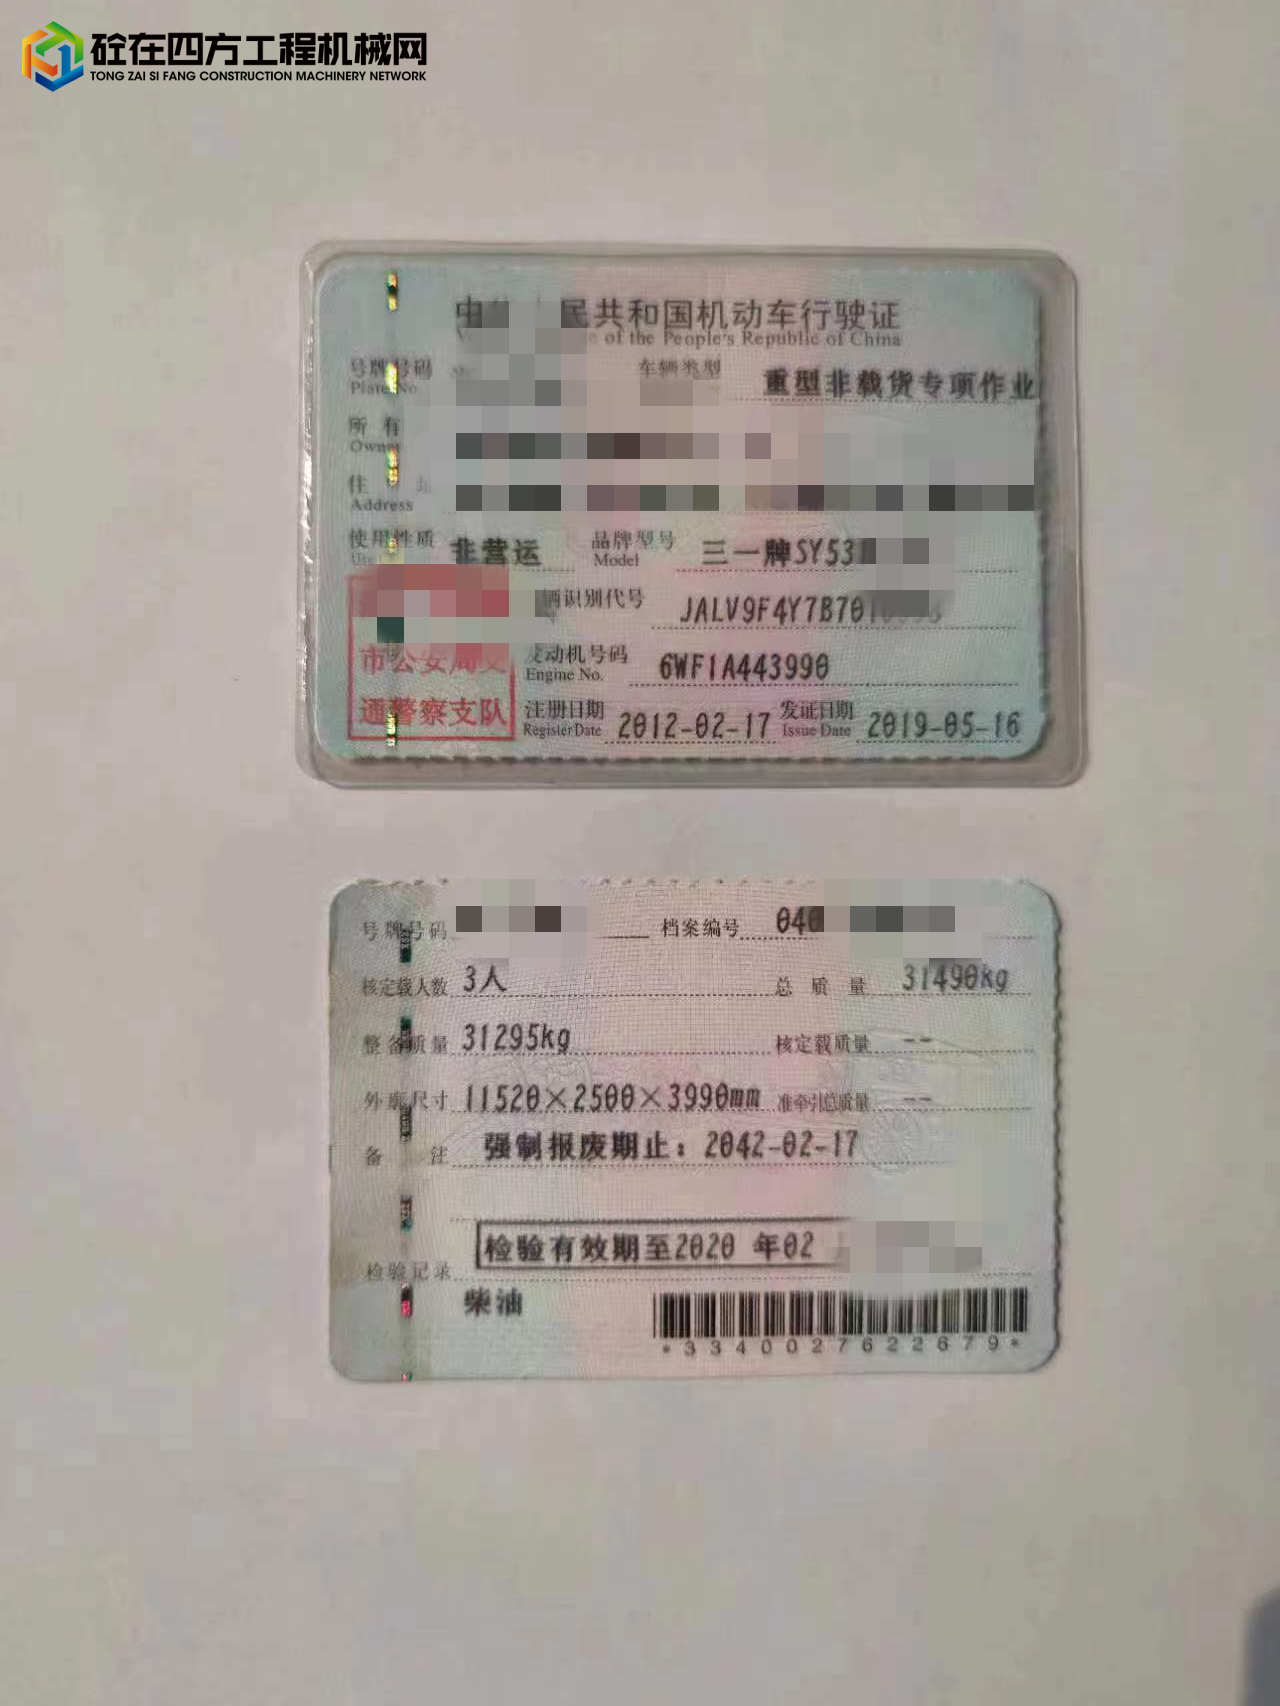 砼在四方工程机械网
TONG ZAI SI FANG CONSTRUCTION MACHINERY NETWORK
民共和国机动车行驶证
of the People's Republic of China
号牌号码 车辆类型 重型非载货专项作业
Plate No.
所有
Owner
住
Address
使用性质 非营运 品牌型号 三一牌SY53
Use Model
辆识别代号 JALV9F4Y7B701
市公安局交 发动机号码 6WF1A443990
Engine No.
通警察支队 注册日期 2012-02-17 发证日期 2019-05-16
Register Date Issue Date
号牌号码 档案编号 040
核定载人数 3人 总质量 31490kg
整备质量 31295kg 核定载质量 --
外廓尺寸 11520×2500×3990mm 准牵引总质量 --
备注 强制报废期止：2042-02-17
检验有效期至2020 年02
检验记录
柴油
*3340027622679*